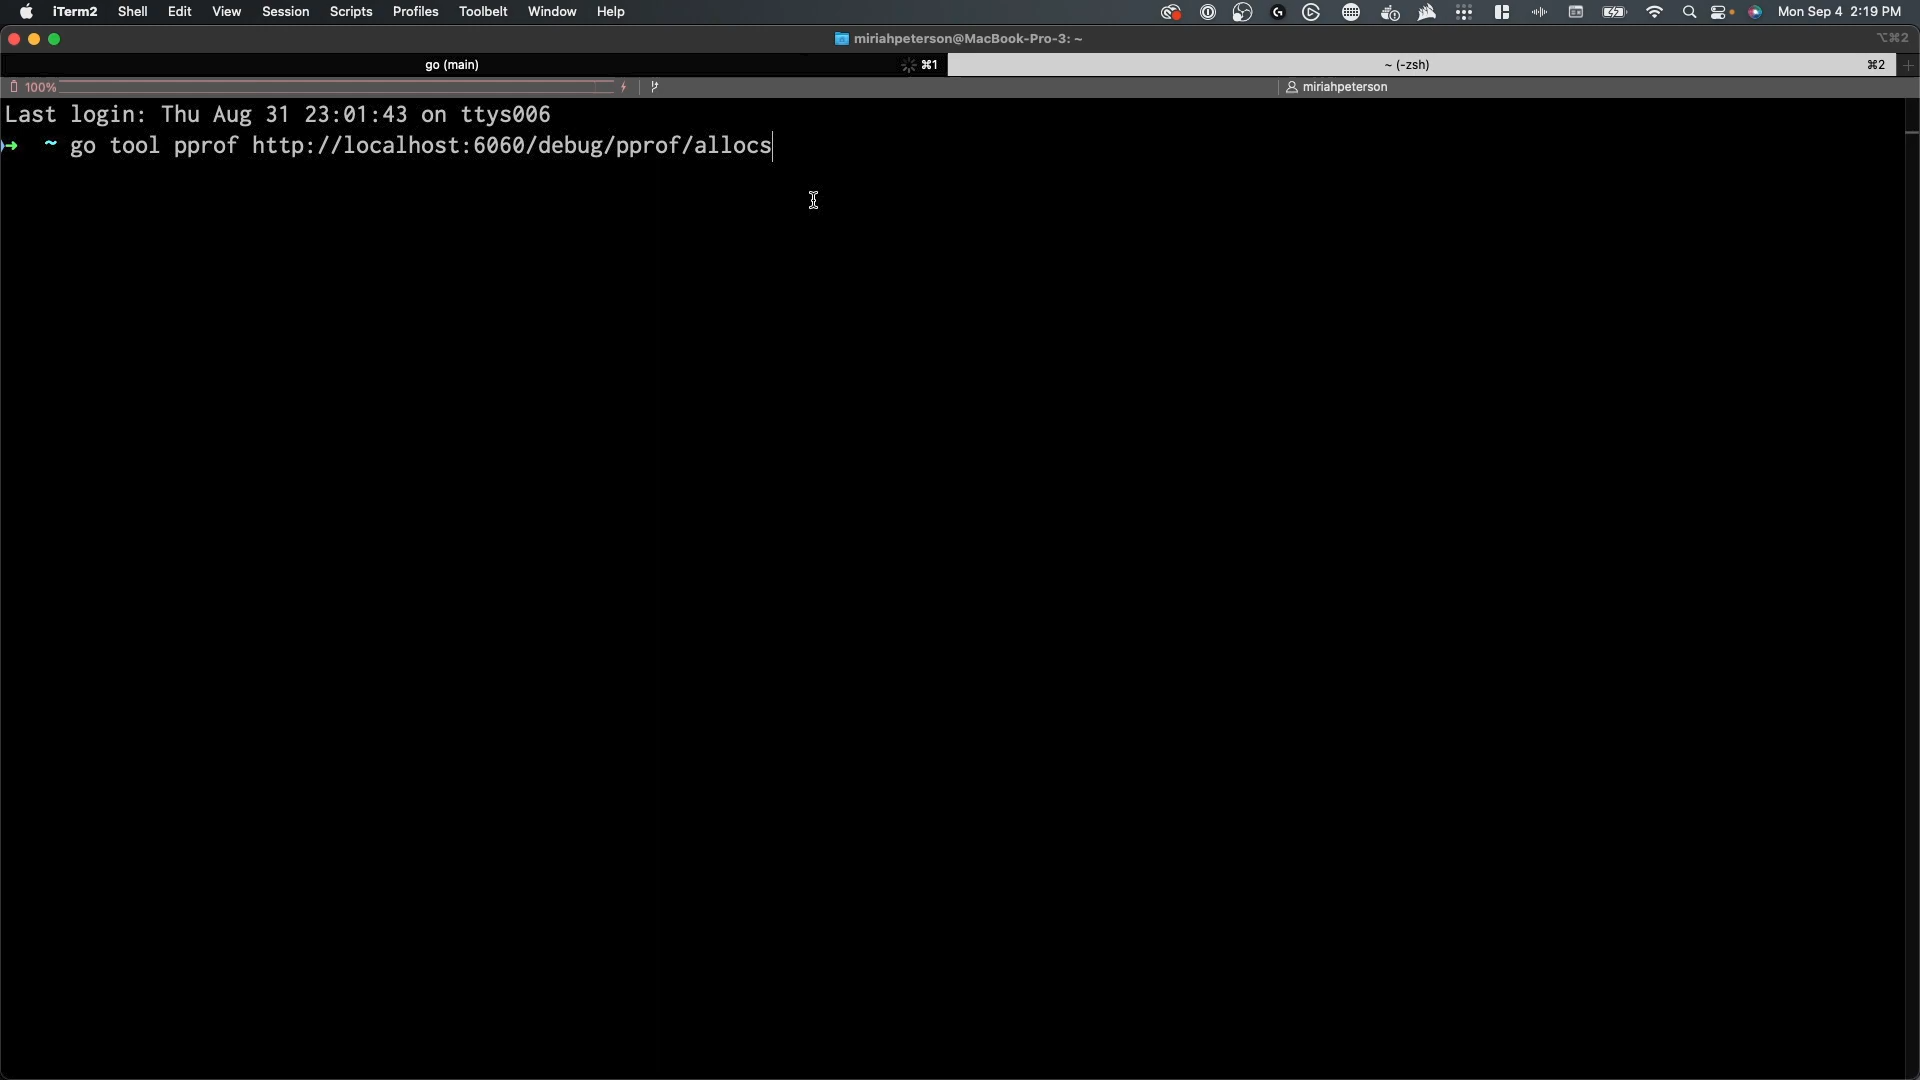 iTerm2 Shell Edit View Session Scripts Profiles Toolbelt Window Help Mon Sep 4 2:19 PM
miriahpeterson@MacBook-Pro-3: ~ ⌥⌘2
go (main) ⌘1 ~ (-zsh) ⌘2
100% miriahpeterson
Last login: Thu Aug 31 23:01:43 on ttys006
➜ ~ go tool pprof http://localhost:6060/debug/pprof/allocs